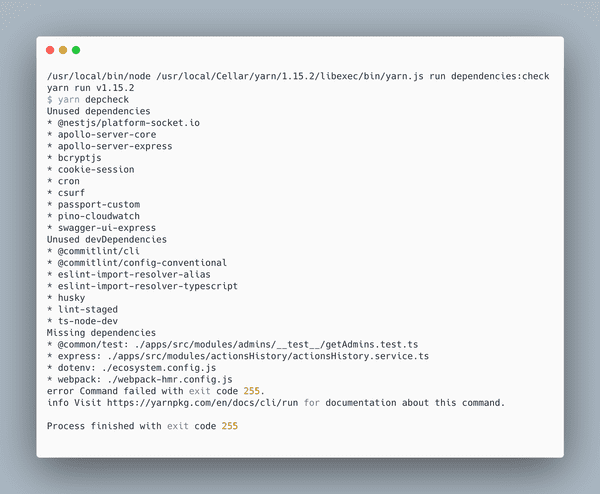 /usr/local/bin/node /usr/local/Cellar/yarn/1.15.2/libexec/bin/yarn.js run dependencies:check
yarn run v1.15.2
$ yarn depcheck
Unused dependencies
* @nestjs/platform-socket.io
* apollo-server-core
* apollo-server-express
* bcryptjs
* cookie-session
* cron
* csurf
* passport-custom
* pino-cloudwatch
* swagger-ui-express
Unused devDependencies
* @commitlint/cli
* @commitlint/config-conventional
* eslint-import-resolver-alias
* eslint-import-resolver-typescript
* husky
* lint-staged
* ts-node-dev
Missing dependencies
* @common/test: ./apps/src/modules/admins/__test__/getAdmins.test.ts
* express: ./apps/src/modules/actionsHistory/actionsHistory.service.ts
* dotenv: ./ecosystem.config.js
* webpack: ./webpack-hmr.config.js
error Command failed with exit code 255.
info Visit https://yarnpkg.com/en/docs/cli/run for documentation about this command.
Process finished with exit code 255